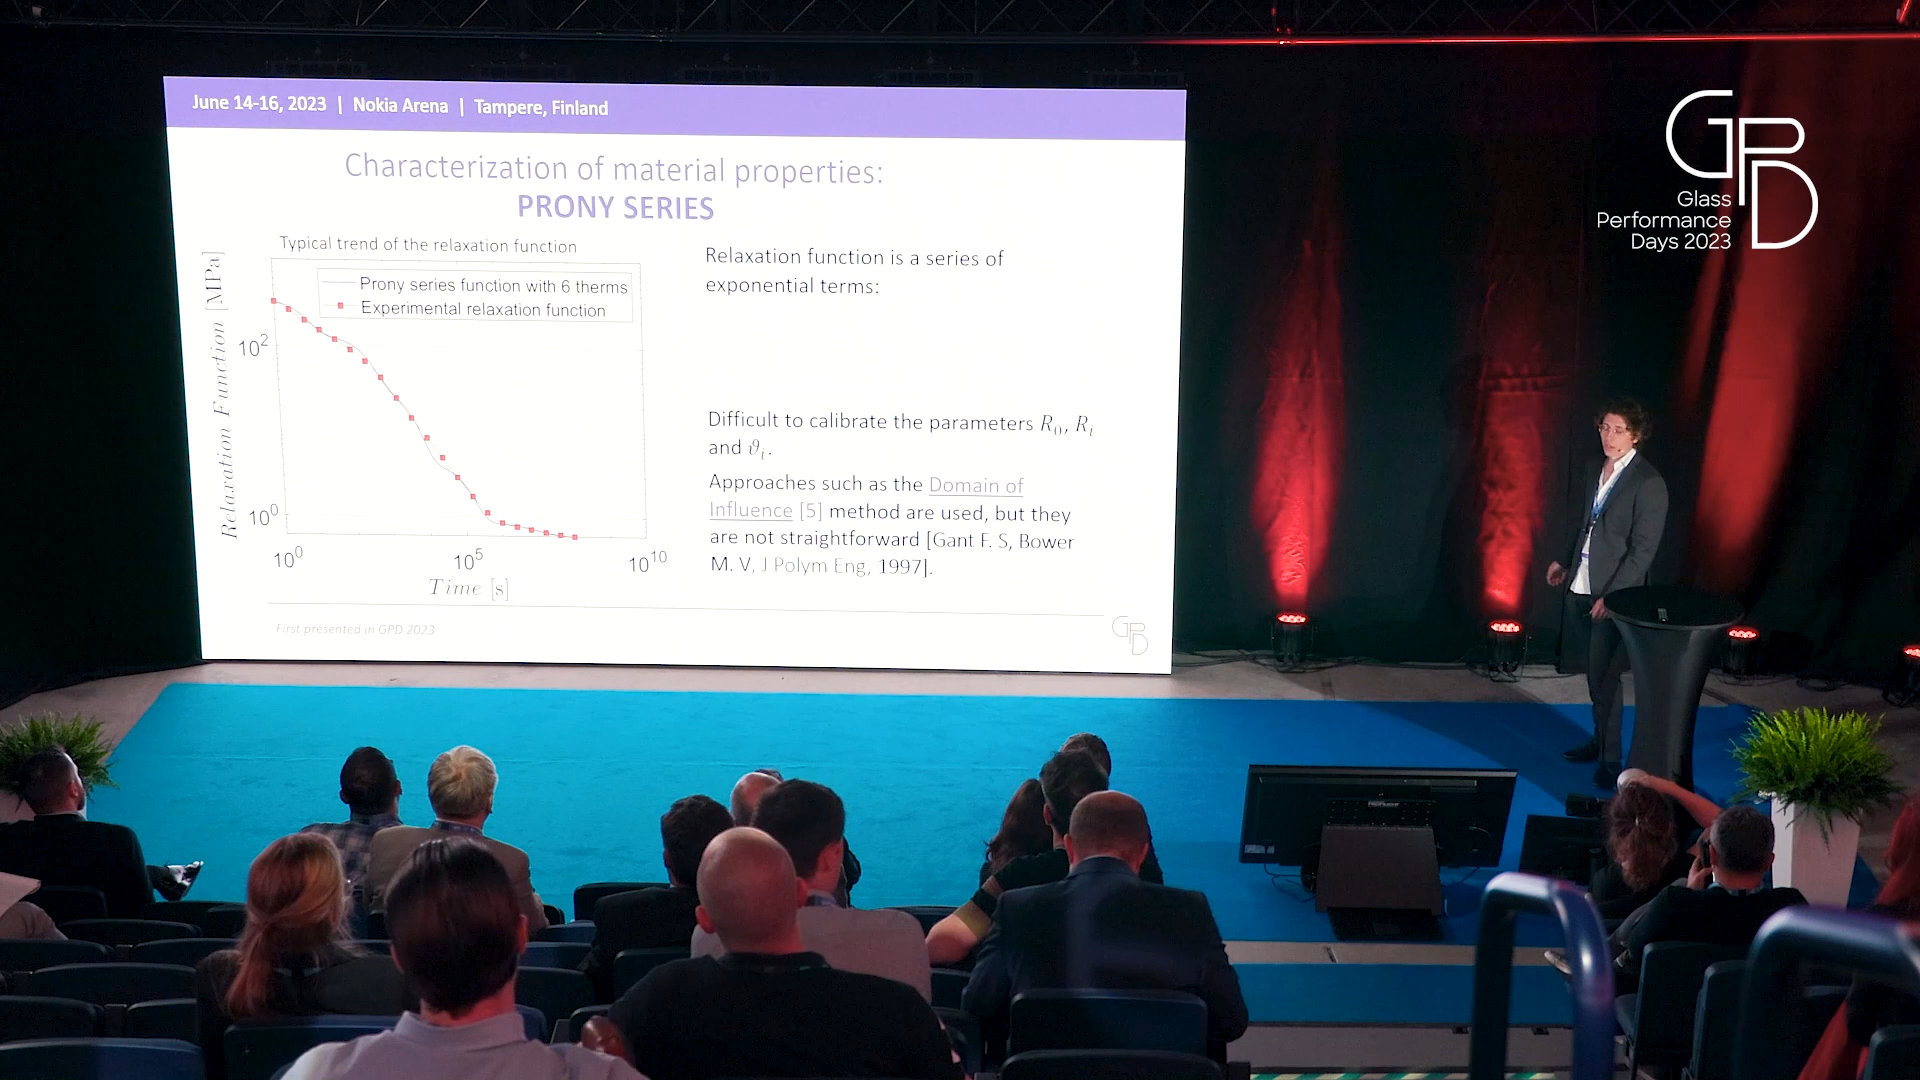 June 14-16, 2023 | Nokia Arena | Tampere, Finland
Characterization of material properties:
PRONY SERIES
Typical trend of the relaxation function
Prony series function with 6 therms
Experimental relaxation function
Relaxation Function [MPa]
10²
10⁰
10⁰
10⁵
10¹⁰
Time [s]
Relaxation function is a series of
exponential terms:
Difficult to calibrate the parameters R₀, Rᵢ
and ϑᵢ.
Approaches such as the Domain of
Influence [5] method are used, but they
are not straightforward [Gant F. S, Bower
M. V, J Polym Eng, 1997].
First presented in GPD 2023
GPD
GPD
Glass
Performance
Days 2023